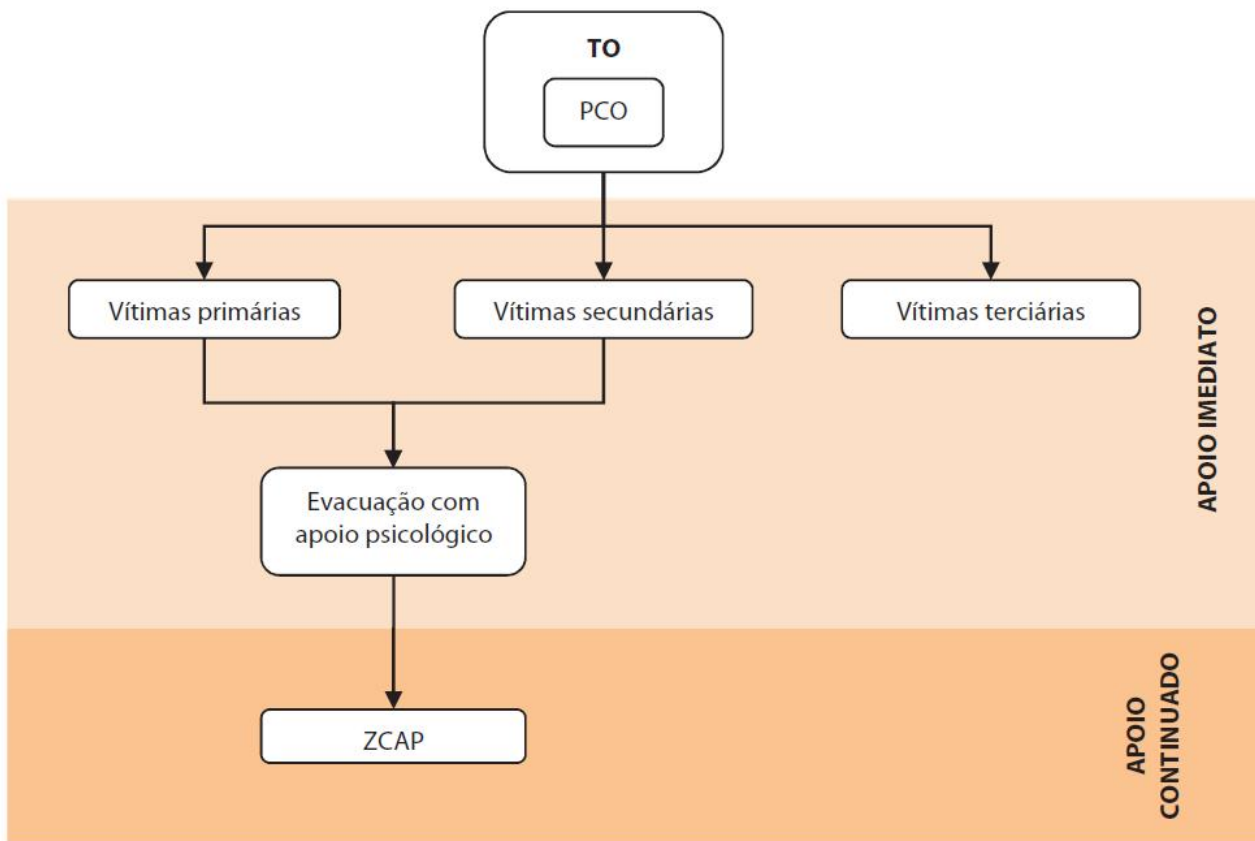 TO
PCO
Vítimas primárias
Vítimas secundárias
Vítimas terciárias
APOIO IMEDIATO
Evacuação com
apoio psicológico
ZCAP
APOIO
CONTINUADO